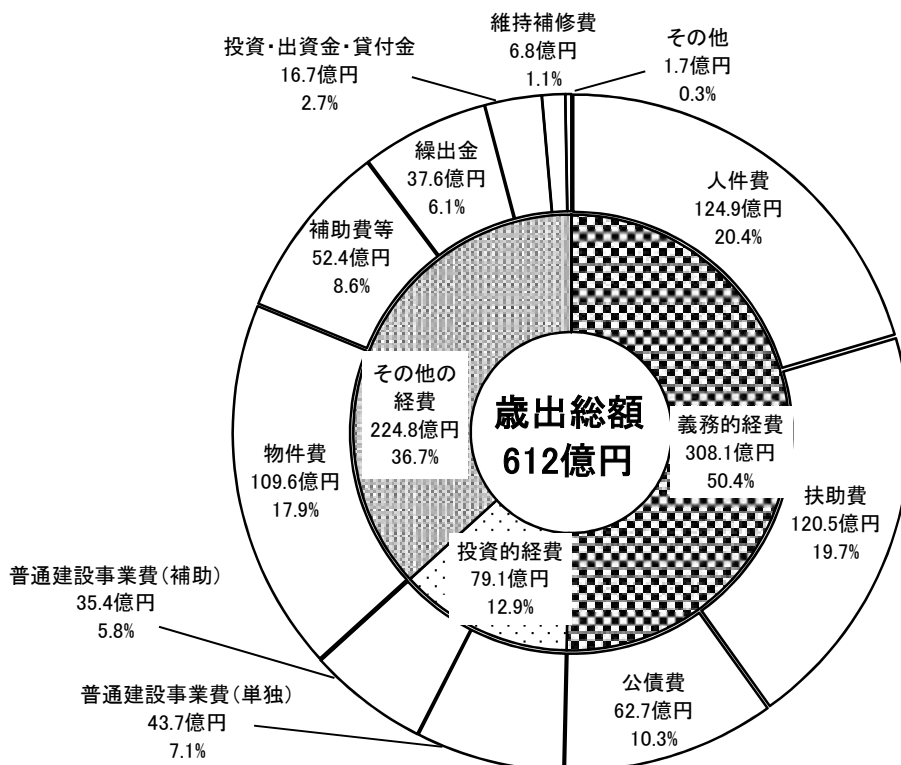 維持補修費
6.8億円
1.1%
その他
1.7億円
0.3%
投資・出資金・貸付金
16.7億円
2.7%
繰出金
37.6億円
6.1%
人件費
124.9億円
20.4%
補助費等
52.4億円
8.6%
その他の
経費
224.8億円
36.7%
歳出総額
612億円
義務的経費
308.1億円
50.4%
物件費
109.6億円
17.9%
扶助費
120.5億円
19.7%
投資的経費
79.1億円
12.9%
普通建設事業費(補助)
35.4億円
5.8%
普通建設事業費(単独)
43.7億円
7.1%
公債費
62.7億円
10.3%